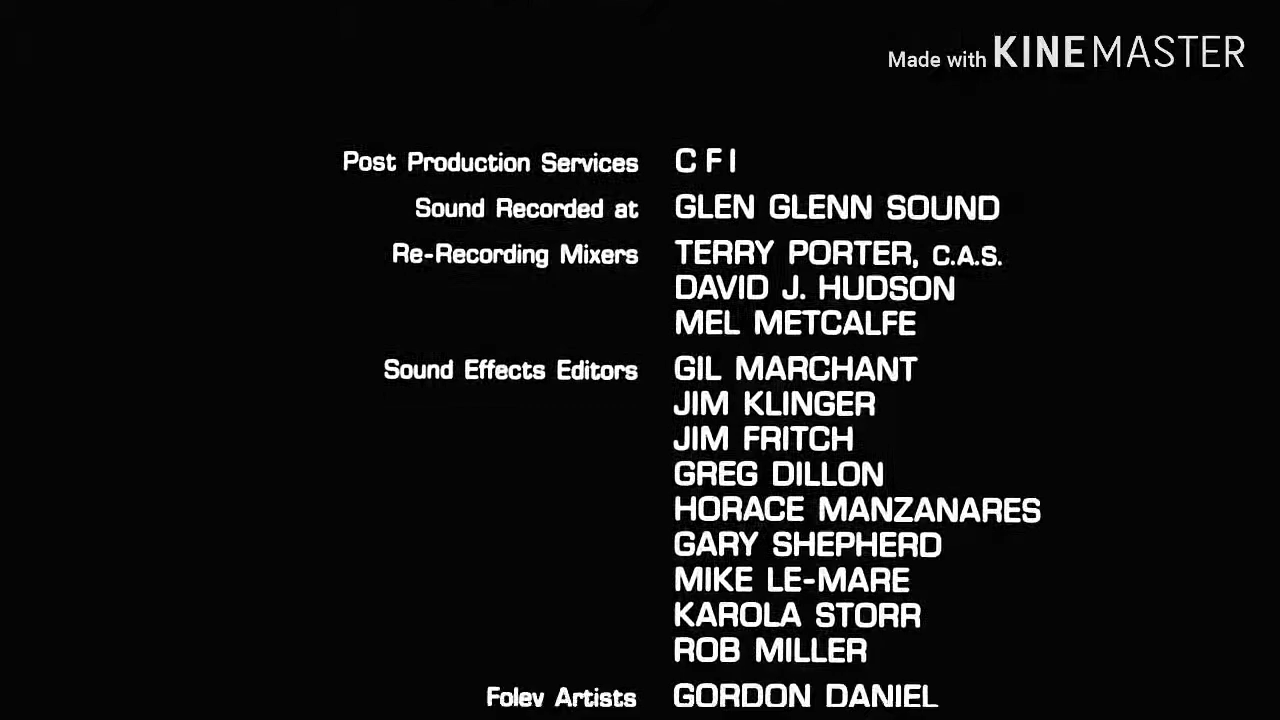 Made with KINEMASTER
Post Production Services C F I
Sound Recorded at GLEN GLENN SOUND
Re-Recording Mixers TERRY PORTER, C.A.S.
DAVID J. HUDSON
MEL METCALFE
Sound Effects Editors GIL MARCHANT
JIM KLINGER
JIM FRITCH
GREG DILLON
HORACE MANZANARES
GARY SHEPHERD
MIKE LE-MARE
KAROLA STORR
ROB MILLER
Foley Artists GORDON DANIEL